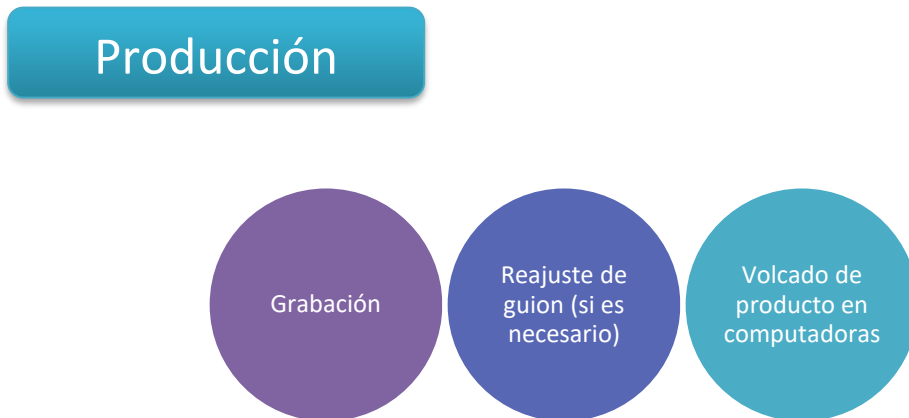 Producción
Grabación
Reajuste de
guion (si es
necesario)
Volcado de
producto en
computadoras